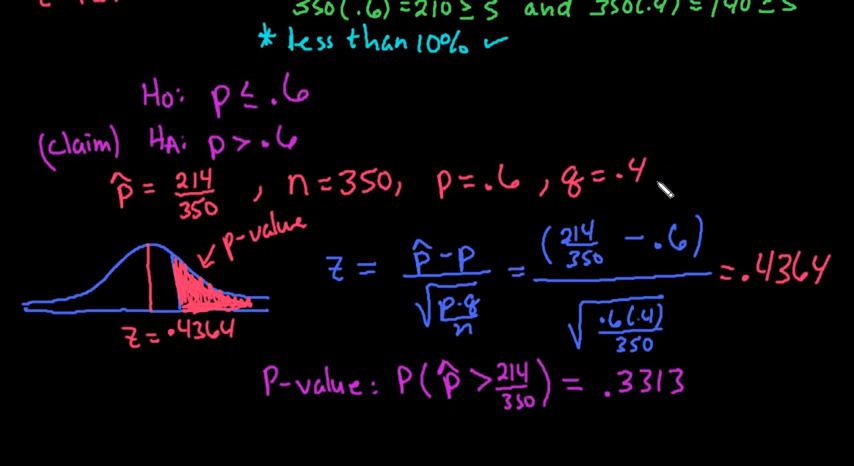 350(.6)=210 ≥ 5 and 350(.4)=140 ≥ 5
* Less than 10% ✓
H₀: p ≤ .6
(Claim) Hᴀ: p > .6
p̂ = 214/350 , n = 350, p = .6 , q = .4
p-value
z = (p̂ - p)/√(p·q/n) = (214/350 - .6)/√(.6(.4)/350) = .4364
z = .4364
P-value: P(p̂ > 214/350) = .3313